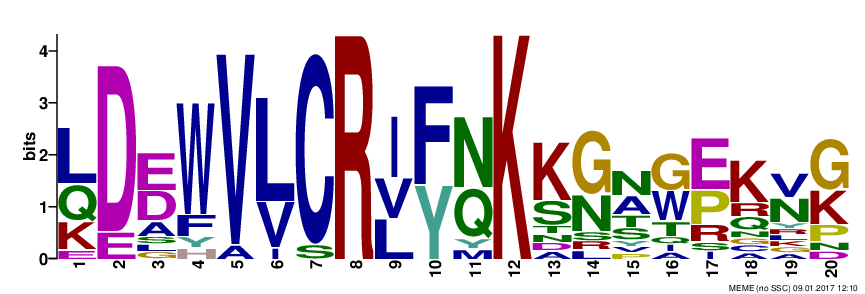 bits
4
3
2
1
0
L
Q
K
E
D
E
E
D
A
S
L
G
W
F
Y
H
V
A
L
V
I
C
S
R
I
V
L
F
Y
N
Q
Y
M
K
K
S
N
D
A
G
N
S
R
L
N
A
T
S
P
G
W
T
Q
A
E
P
R
S
I
K
R
Q
A
V
N
G
K
P
N
D
1 2 3 4 5 6 7 8 9 10 11 12 13 14 15 16 17 18 19 20
MEME (no SSC) 09.01.2017 12:10